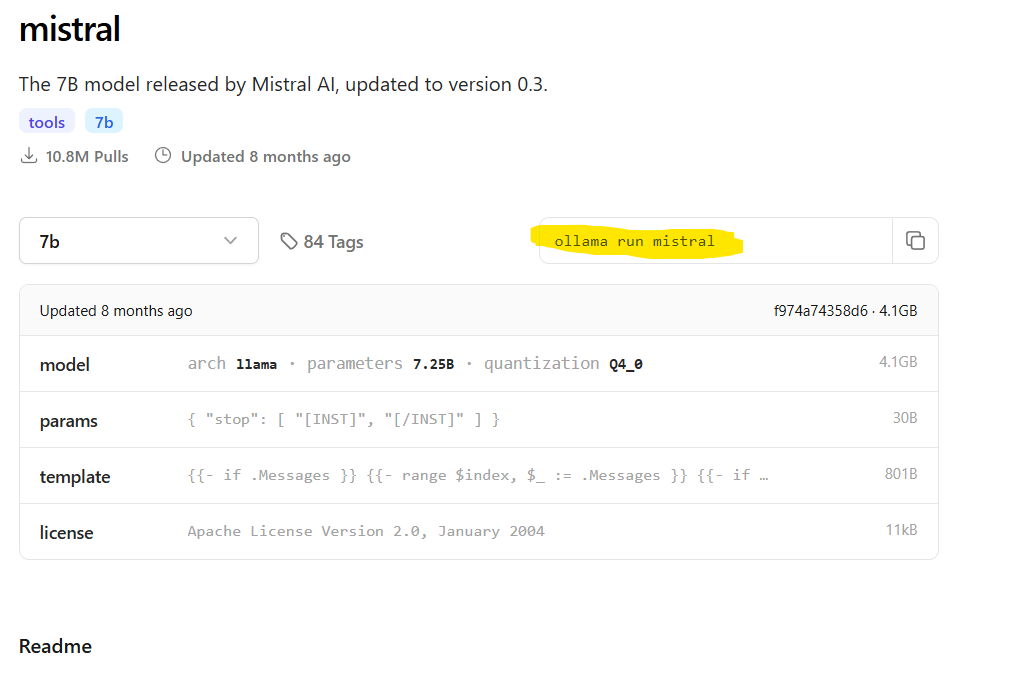 mistral
The 7B model released by Mistral AI, updated to version 0.3.
tools 7b
10.8M Pulls Updated 8 months ago
7b 84 Tags ollama run mistral
Updated 8 months ago f974a74358d6 · 4.1GB
model arch llama · parameters 7.25B · quantization Q4_0 4.1GB
params { "stop": [ "[INST]", "[/INST]" ] } 30B
template {{- if .Messages }} {{- range $index, $_ := .Messages }} {{- if … 801B
license Apache License Version 2.0, January 2004 11kB
Readme